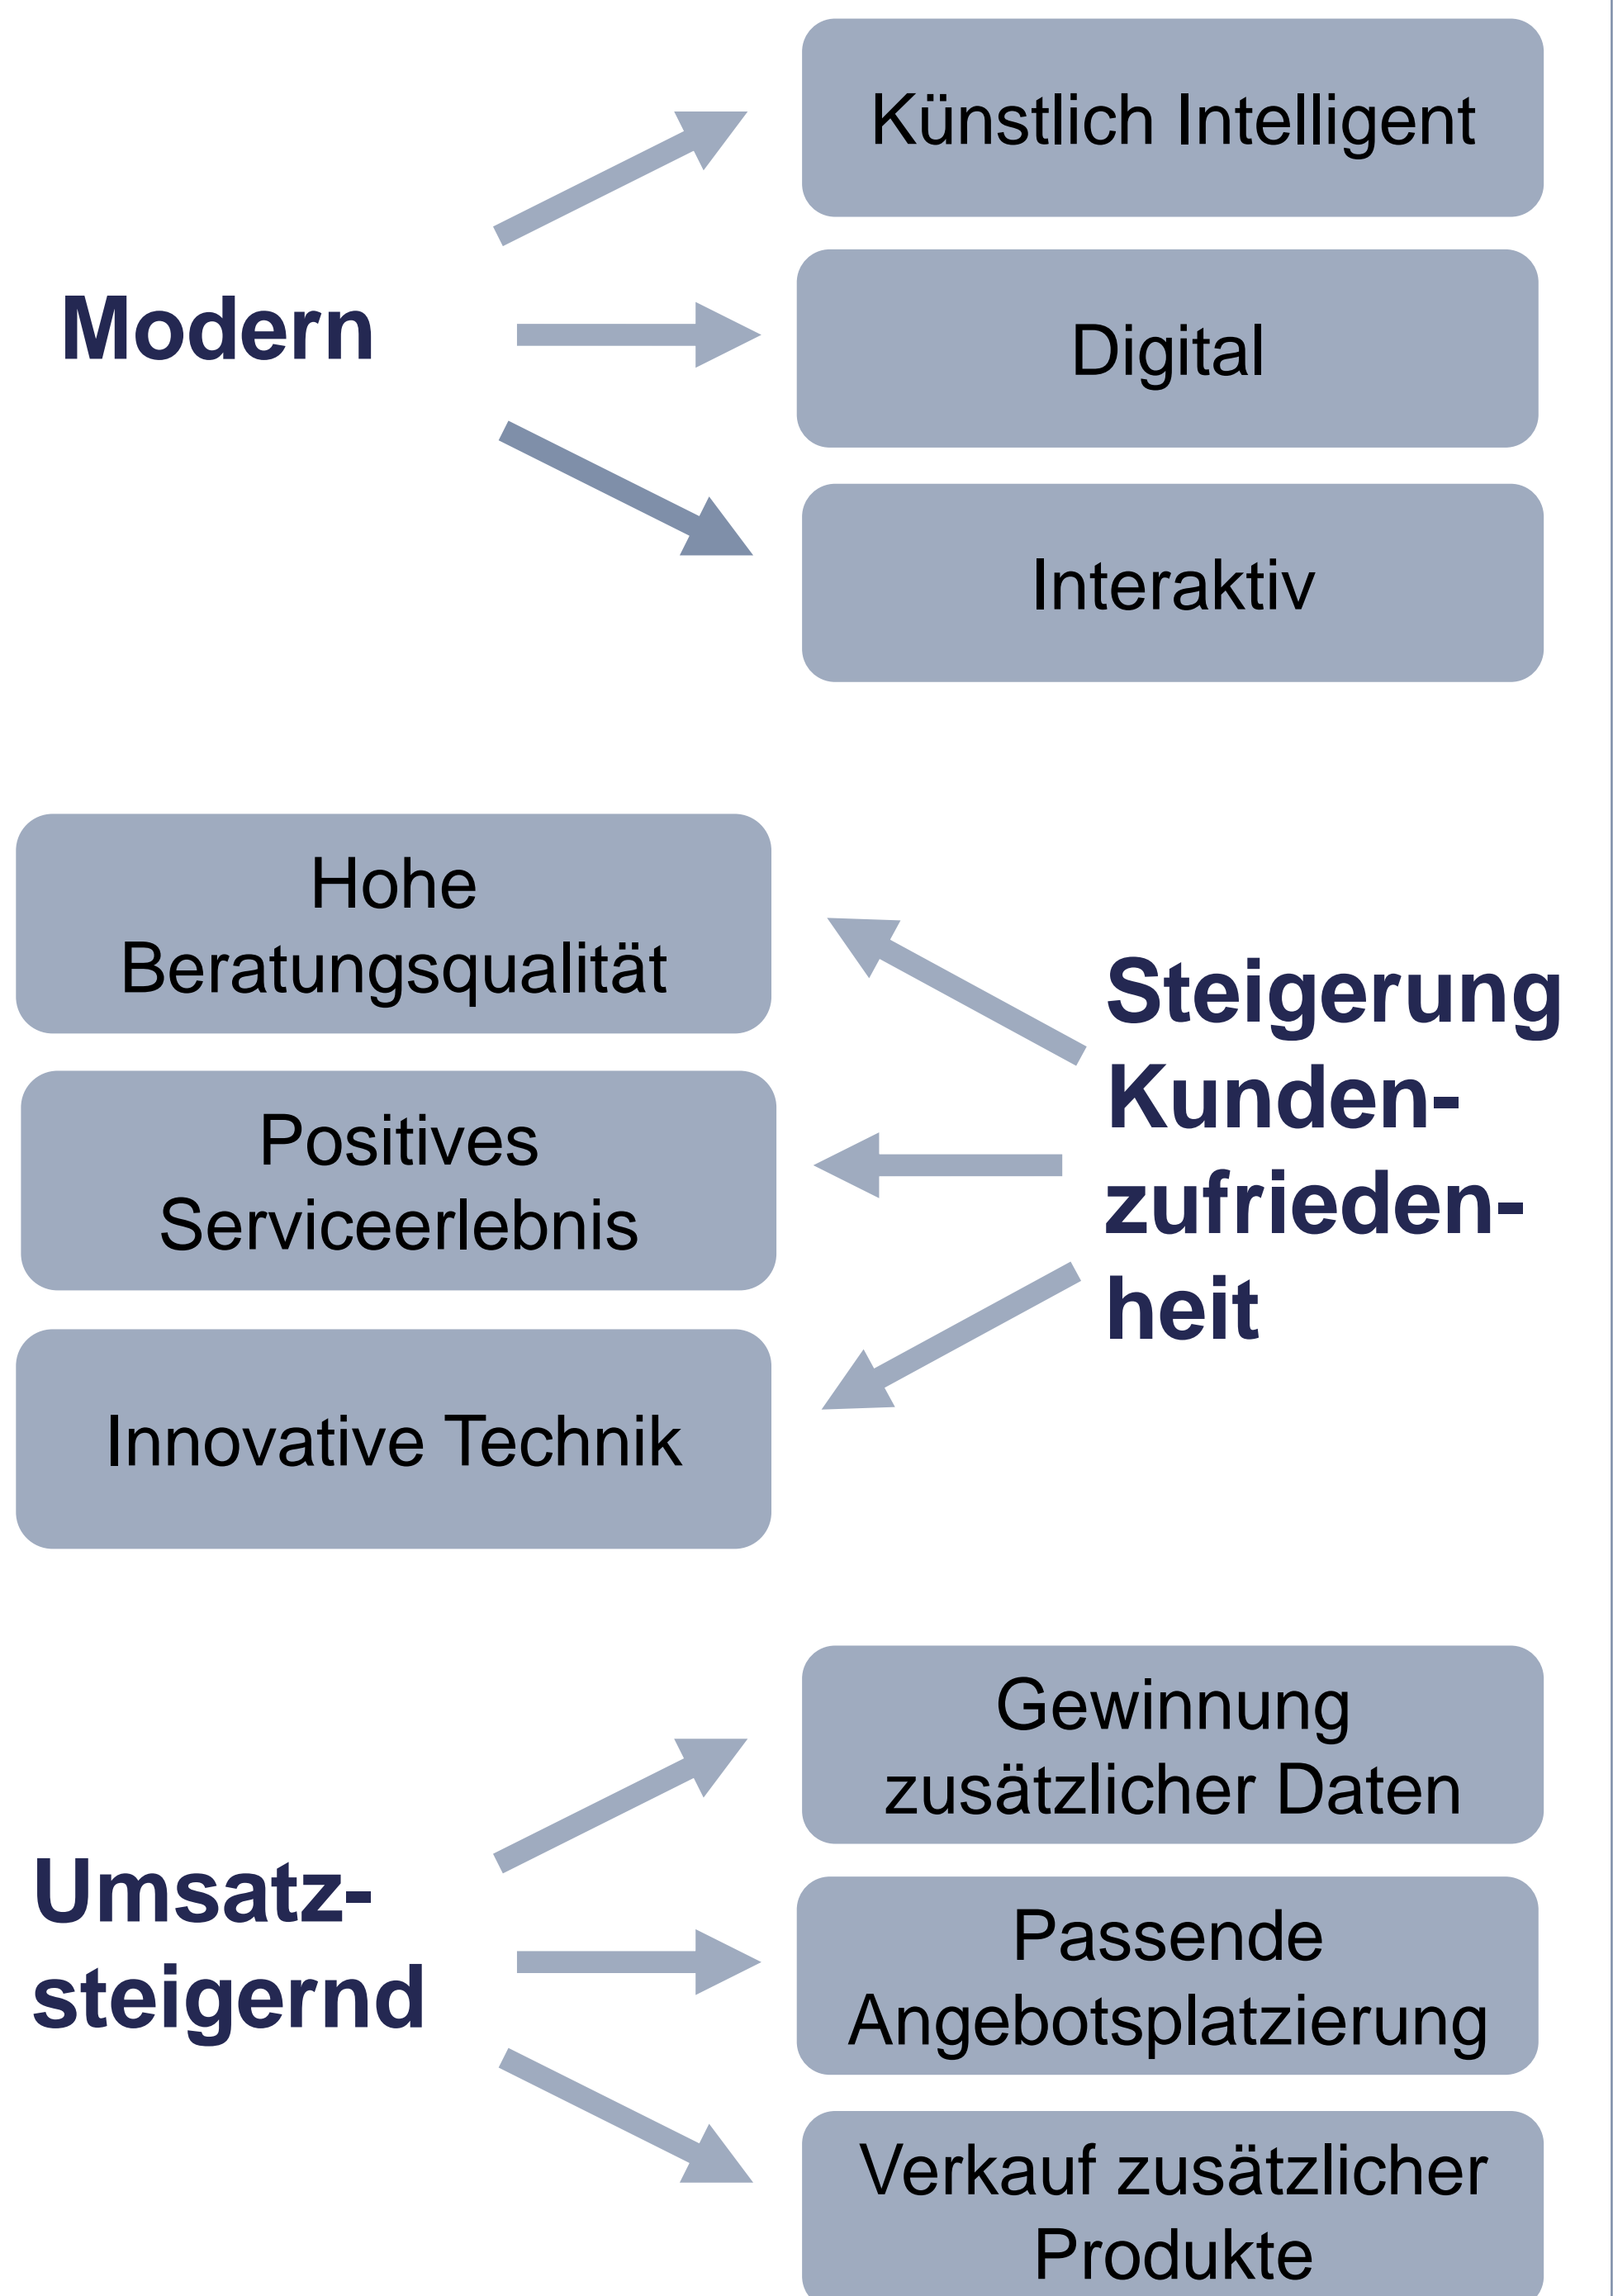 Modern
Künstlich Intelligent
Digital
Interaktiv
Steigerung
Kunden-
zufrieden-
heit
Hohe
Beratungsqualität
Positives
Serviceerlebnis
Innovative Technik
Umsatz-
steigernd
Gewinnung
zusätzlicher Daten
Passende
Angebotsplatzierung
Verkauf zusätzlicher
Produkte